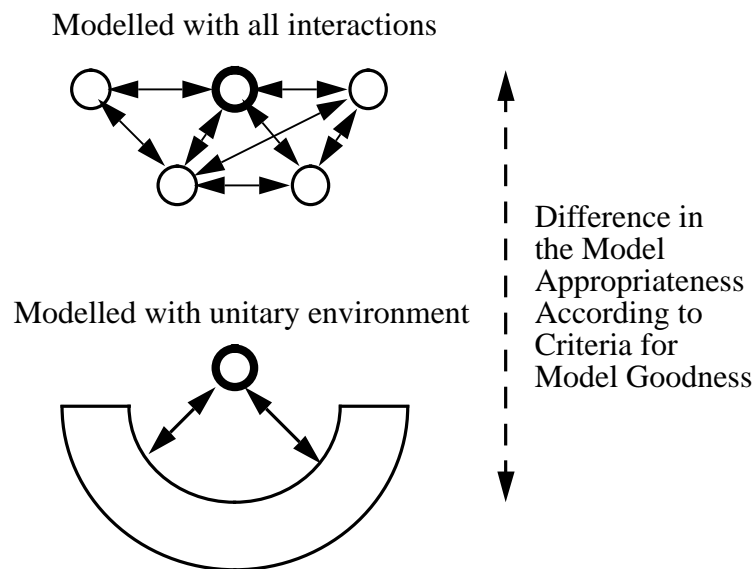 Modelled with all interactions
Difference in
the Model
Appropriateness
According to
Criteria for
Model Goodness
Modelled with unitary environment